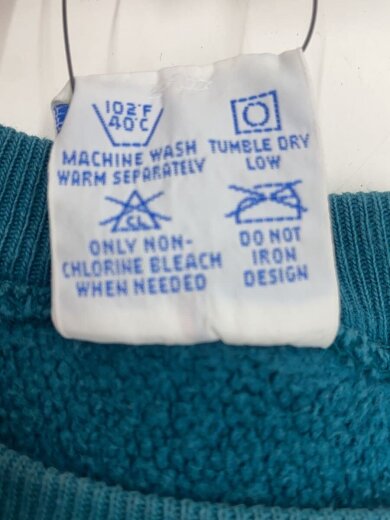 102°F
40°C
MACHINE WASH
WARM SEPARATELY
TUMBLE DRY
LOW
ONLY NON-
CHLORINE BLEACH
WHEN NEEDED
DO NOT
IRON
DESIGN